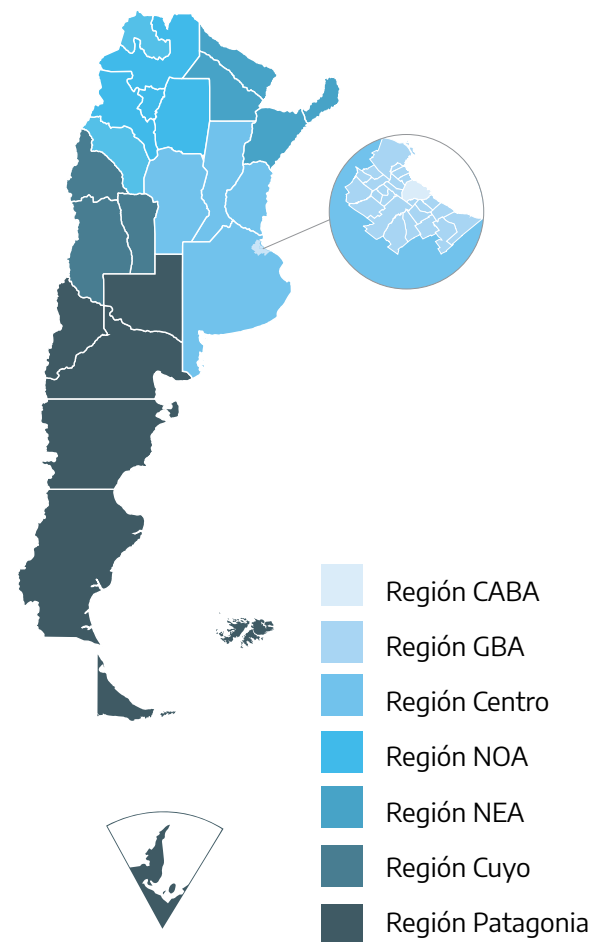 Región CABA
Región GBA
Región Centro
Región NOA
Región NEA
Región Cuyo
Región Patagonia